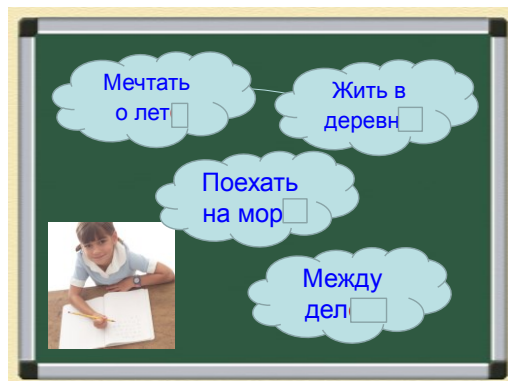 Мечтать
о лет
Жить в
деревн
Поехать
на мор
Между
дел